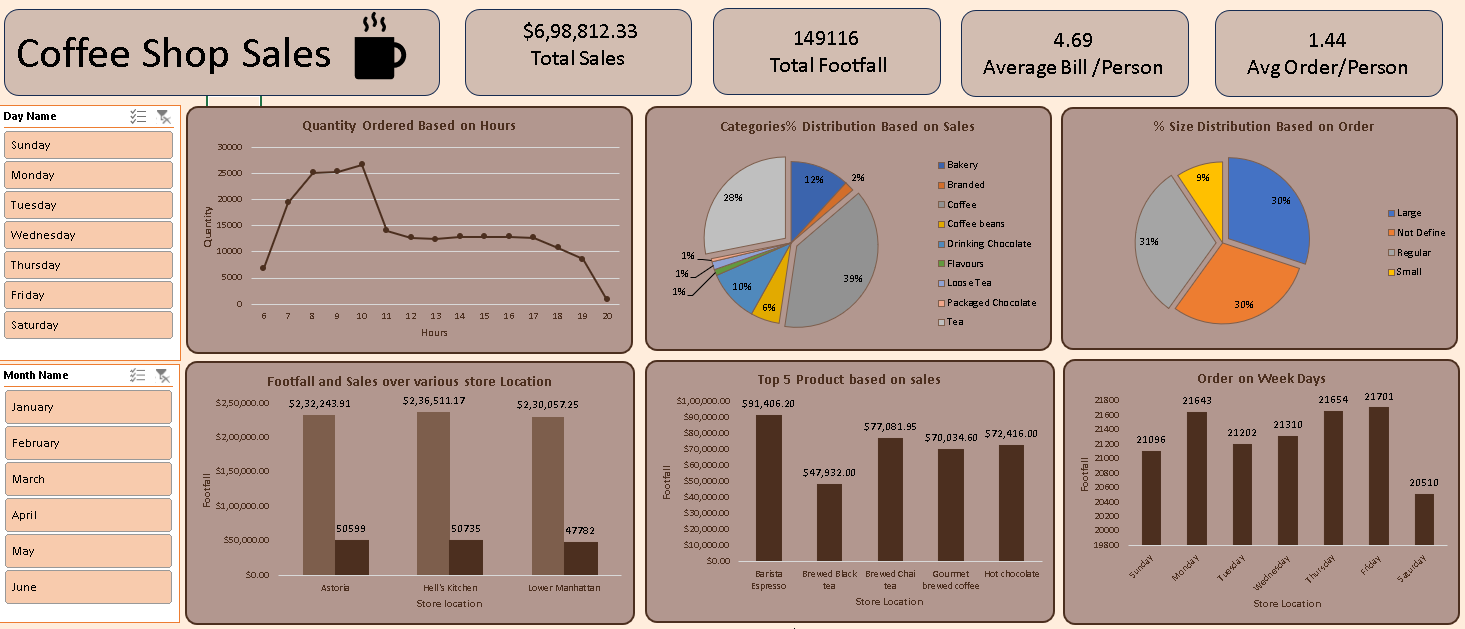 Coffee Shop Sales
$6,98,812.33
Total Sales
149116
Total Footfall
4.69
Average Bill /Person
1.44
Avg Order/Person
Day Name
Sunday
Monday
Tuesday
Wednesday
Thursday
Friday
Saturday
Month Name
January
February
March
April
May
June
Quantity Ordered Based on Hours
Quantity
30000
25000
20000
15000
10000
5000
0
6 7 8 9 10 11 12 13 14 15 16 17 18 19 20
Hours
Categories% Distribution Based on Sales
12%
2%
39%
6%
10%
1%
1%
1%
28%
Bakery
Branded
Coffee
Coffee beans
Drinking Chocolate
Flavours
Loose Tea
Packaged Chocolate
Tea
% Size Distribution Based on Order
30%
30%
31%
9%
Large
Not Define
Regular
Small
Footfall and Sales over various store Location
Footfall
$2,50,000.00
$2,00,000.00
$1,50,000.00
$1,00,000.00
$50,000.00
$0.00
$2,32,243.91
50599
$2,36,511.17
50735
$2,30,057.25
47782
Astoria
Hell's Kitchen
Lower Manhattan
Store location
Top 5 Product based on sales
Footfall
$1,00,000.00
$90,000.00
$80,000.00
$70,000.00
$60,000.00
$50,000.00
$40,000.00
$30,000.00
$20,000.00
$10,000.00
$0.00
$91,406.20
$47,932.00
$77,081.95
$70,034.60
$72,416.00
Barista
Espresso
Brewed Black
tea
Brewed Chai
tea
Gourmet
brewed coffee
Hot chocolate
Store Location
Order on Week Days
Footfall
21800
21600
21400
21200
21000
20800
20600
20400
20200
20000
19800
21096
21643
21202
21310
21654
21701
20510
Sunday
Monday
Tuesday
Wednesday
Thursday
Friday
Saturday
Store Location